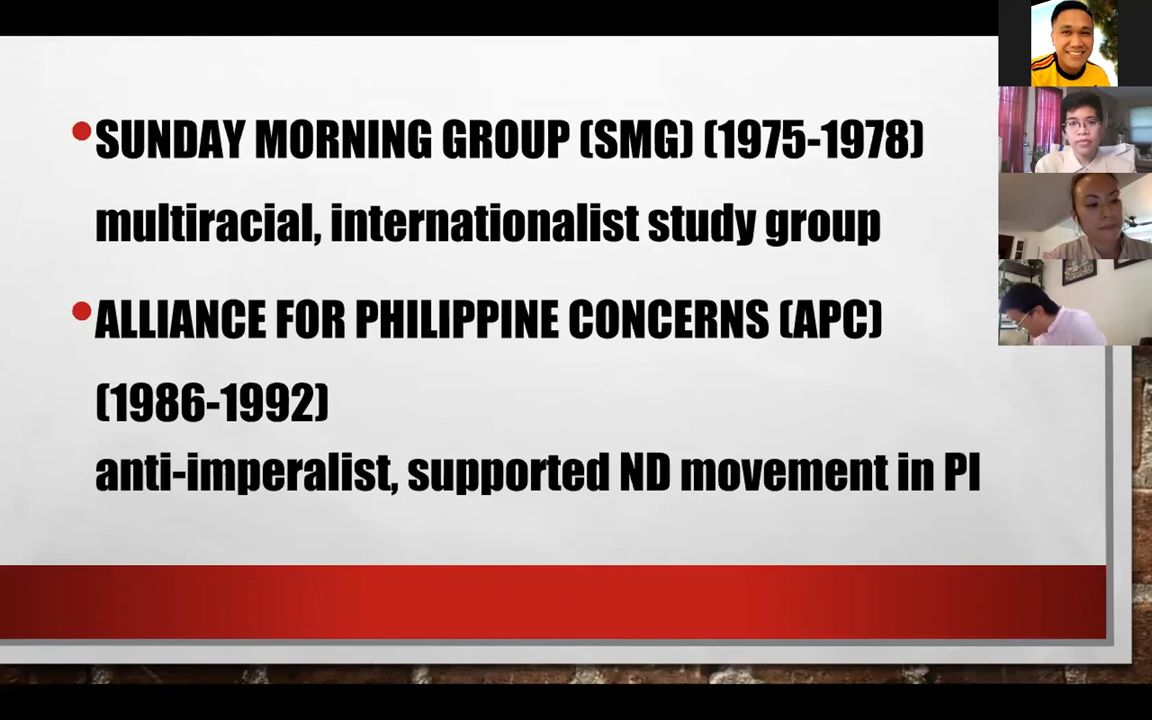 SUNDAY MORNING GROUP (SMG) (1975-1978)
multiracial, internationalist study group
ALLIANCE FOR PHILIPPINE CONCERNS (APC)
(1986-1992)
anti-imperalist, supported ND movement in PI